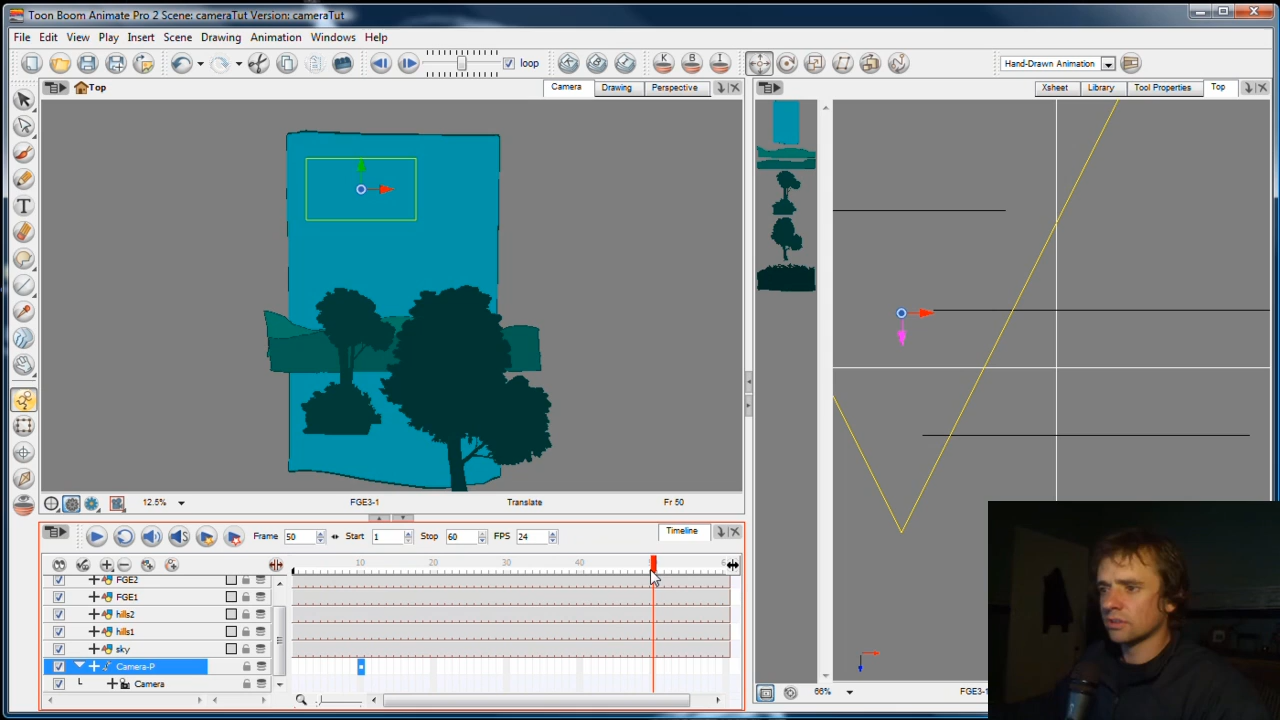 Toon Boom Animate Pro 2 Scene: cameraTut Version: cameraTut
File Edit View Play Insert Scene Drawing Animation Windows Help
loop K B I Hand-Drawn Animation
Top Camera Drawing Perspective Xsheet Library Tool Properties Top
T
12.5% FGE3-1 Translate Fr 50
Frame 50 Start 1 Stop 60 FPS 24 Timeline
10 20 30 40
FGE2
FGE1
hills2
hills1
sky
Camera-P
Camera
66% FGE3-1